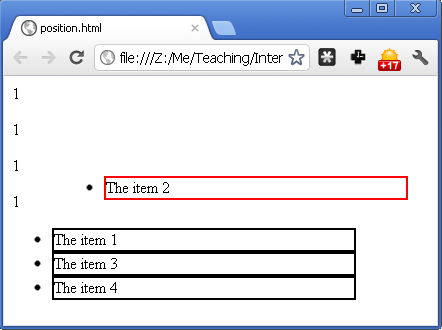 position.html
file:///Z:/Me/Teaching/Inter
+17
1
1
1
The item 2
1
The item 1
The item 3
The item 4